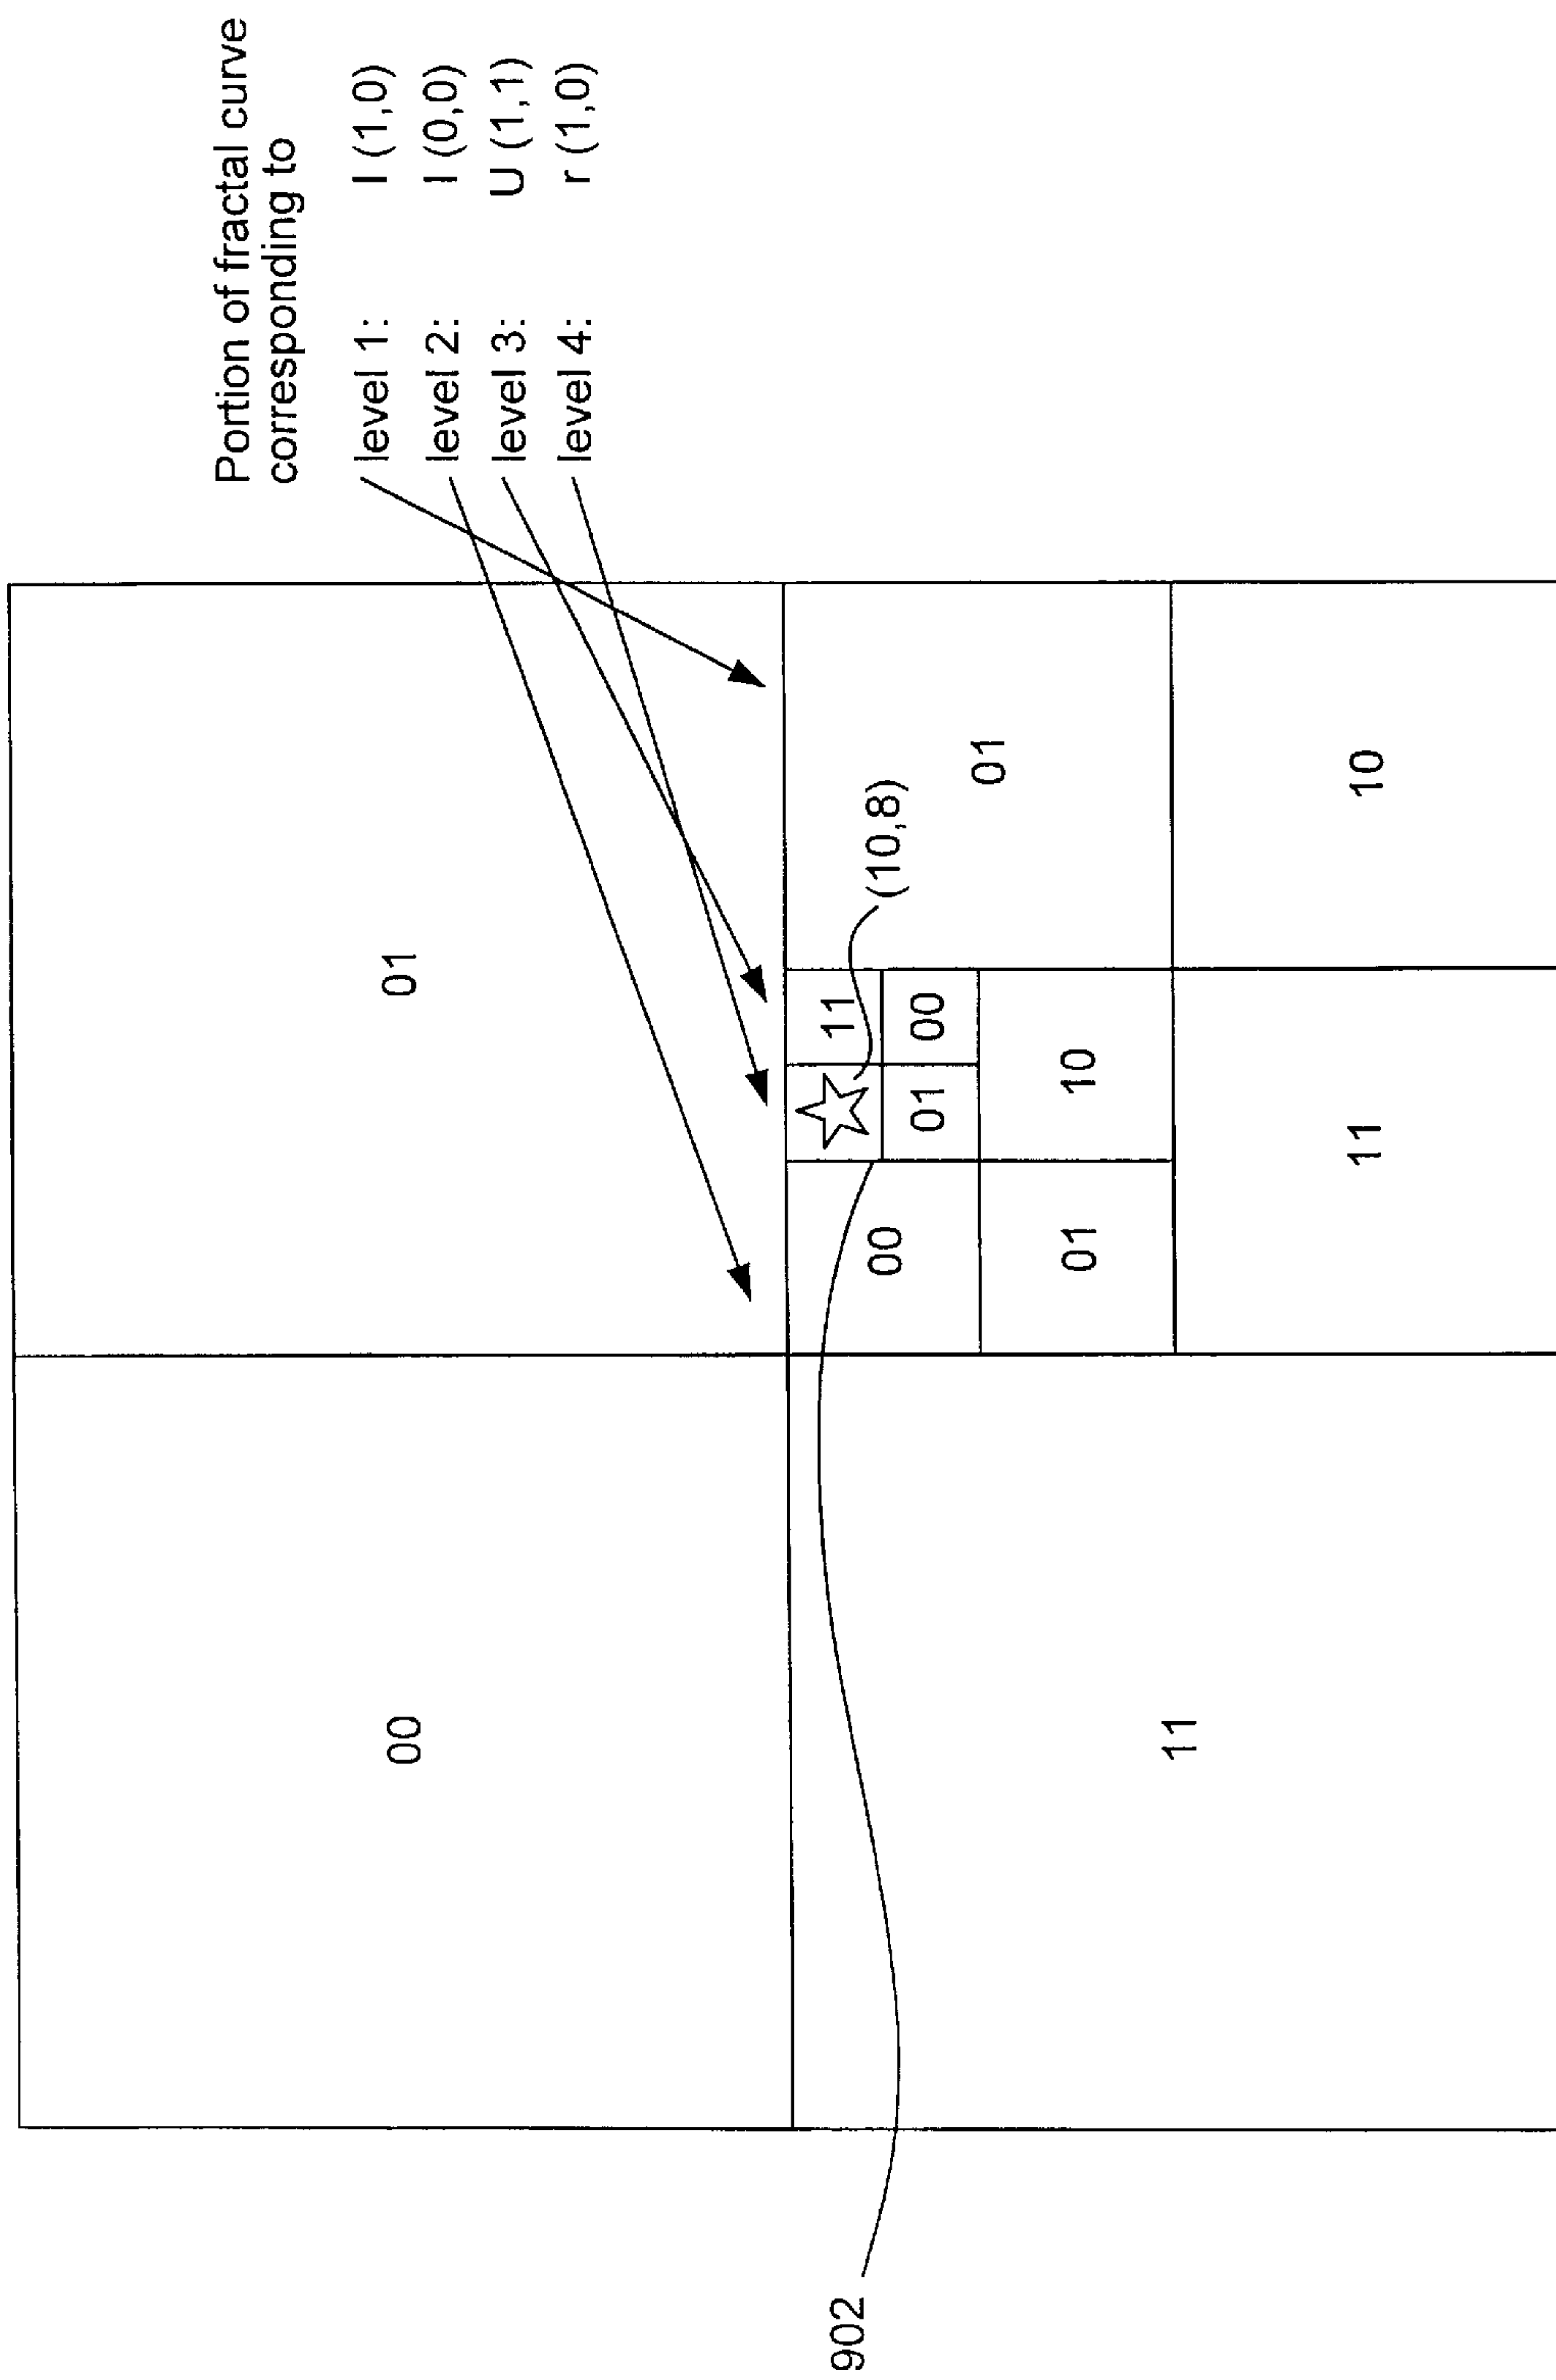 Portion of fractal curve
corresponding to
level 1: l (1,0)
level 2: l (0,0)
level 3: U (1,1)
level 4: r (1,0)
00
01
902
11
(10,8)
00
01
00
01
01
10
11
11
10